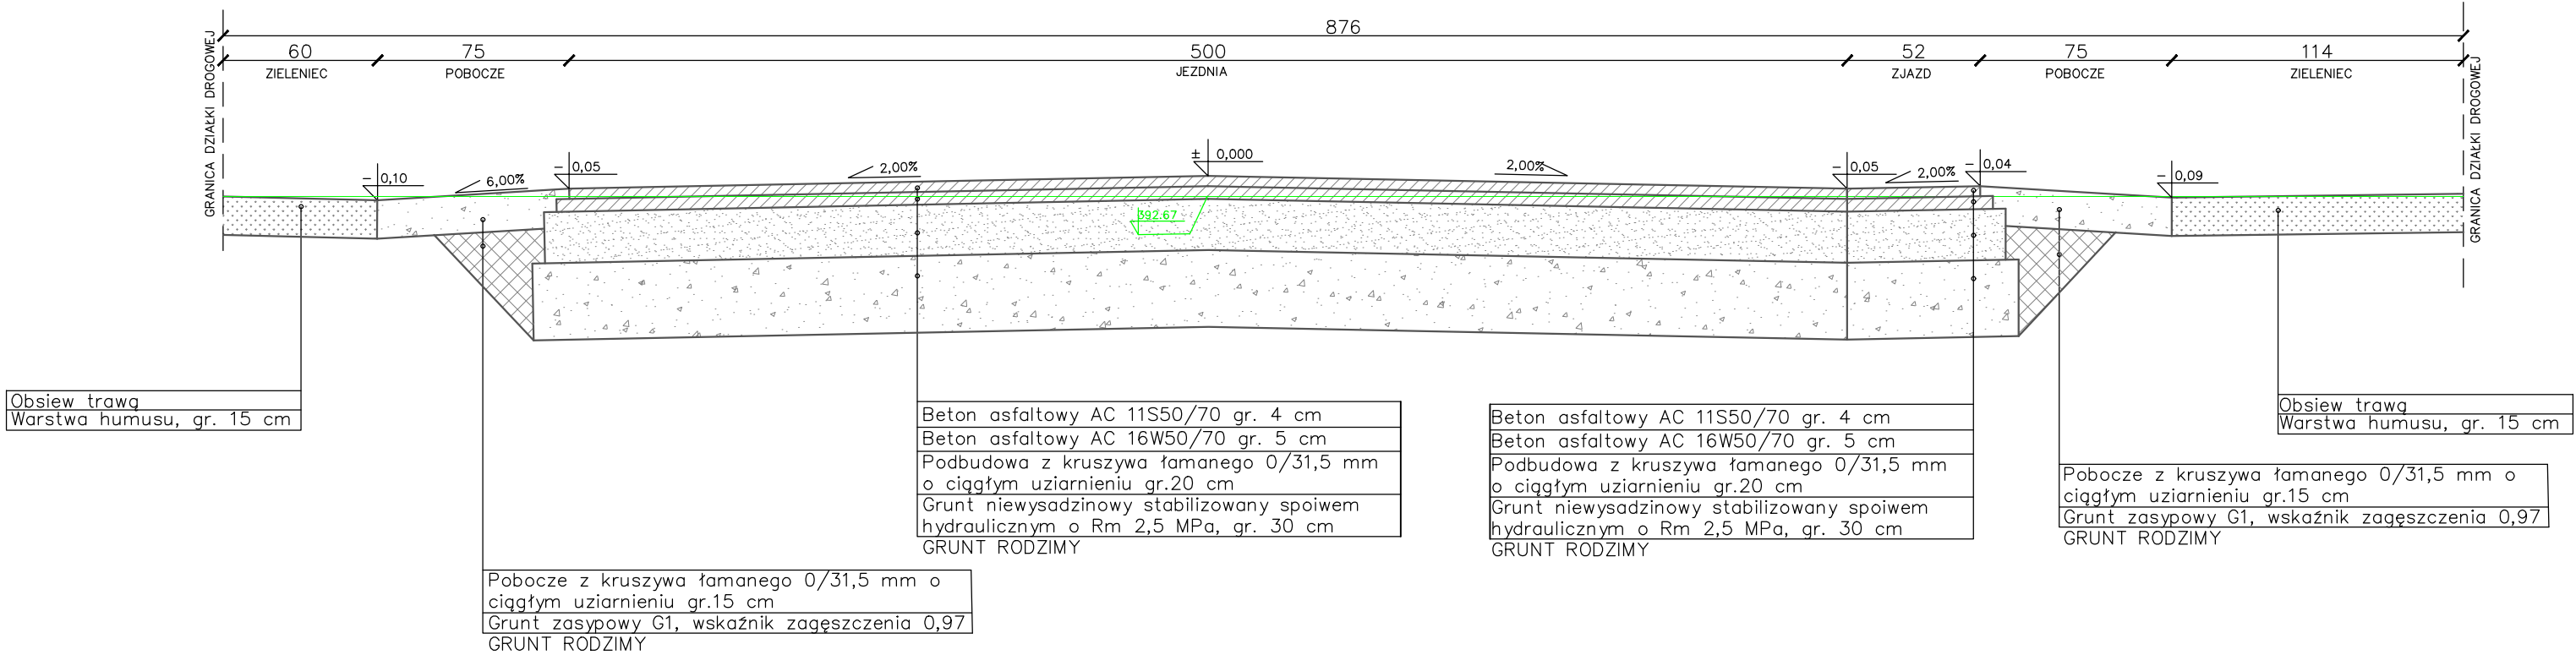 876
60
75
500
52
75
114
ZIELENIEC
POBOCZE
JEZDNIA
ZJAZD
POBOCZE
ZIELENIEC
GRANICA DZIAŁKI DROGOWEJ
GRANICA DZIAŁKI DROGOWEJ
- 0,10
6,00%
- 0,05
2,00%
± 0,000
2,00%
- 0,05
2,00%
- 0,04
- 0,09
392.67
Obsiew trawą
Warstwa humusu, gr. 15 cm
Pobocze z kruszywa łamanego 0/31,5 mm o
ciągłym uziarnieniu gr.15 cm
Grunt zasypowy G1, wskaźnik zagęszczenia 0,97
GRUNT RODZIMY
Beton asfaltowy AC 11S50/70 gr. 4 cm
Beton asfaltowy AC 16W50/70 gr. 5 cm
Podbudowa z kruszywa łamanego 0/31,5 mm
o ciągłym uziarnieniu gr.20 cm
Grunt niewysadzinowy stabilizowany spoiwem
hydraulicznym o Rm 2,5 MPa, gr. 30 cm
GRUNT RODZIMY
Beton asfaltowy AC 11S50/70 gr. 4 cm
Beton asfaltowy AC 16W50/70 gr. 5 cm
Podbudowa z kruszywa łamanego 0/31,5 mm
o ciągłym uziarnieniu gr.20 cm
Grunt niewysadzinowy stabilizowany spoiwem
hydraulicznym o Rm 2,5 MPa, gr. 30 cm
GRUNT RODZIMY
Pobocze z kruszywa łamanego 0/31,5 mm o
ciągłym uziarnieniu gr.15 cm
Grunt zasypowy G1, wskaźnik zagęszczenia 0,97
GRUNT RODZIMY
Obsiew trawą
Warstwa humusu, gr. 15 cm